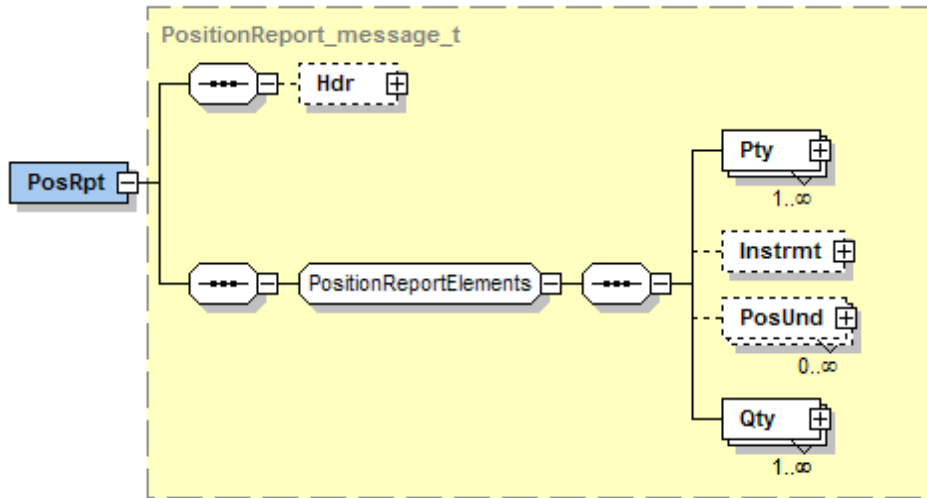 PositionReport_message_t
Hdr
PosRpt
Pty
1..∞
Instrmt
PositionReportElements
PosUnd
0..∞
Qty
1..∞